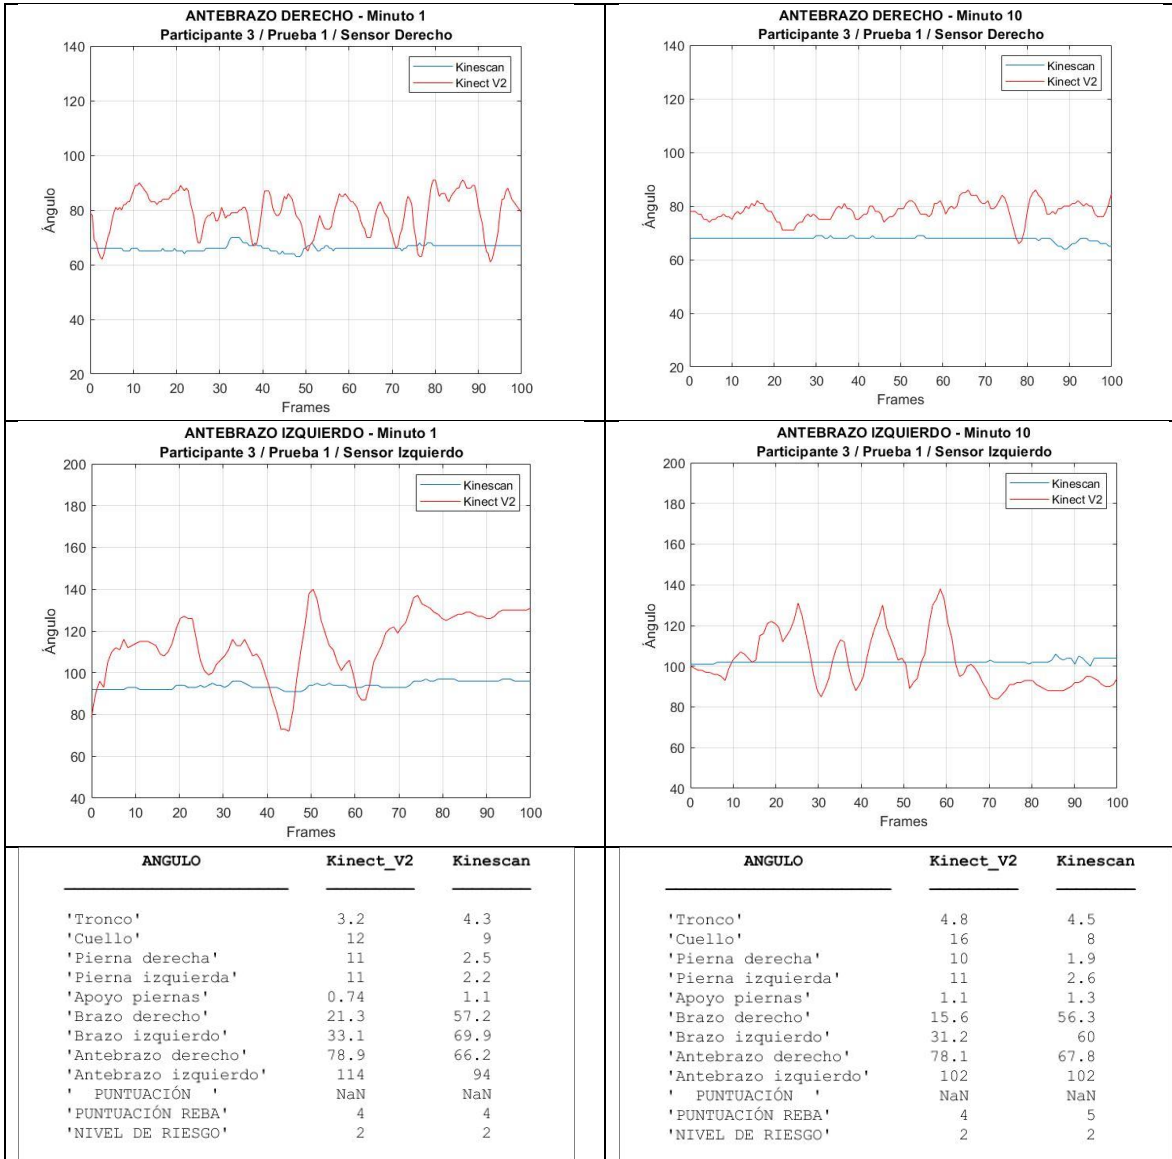 ANTEBRAZO DERECHO - Minuto 1
Participante 3 / Prueba 1 / Sensor Derecho
Kinescan
Kinect V2
Ángulo
140
120
100
80
60
40
20
0 10 20 30 40 50 60 70 80 90 100
Frames
ANTEBRAZO DERECHO - Minuto 10
Participante 3 / Prueba 1 / Sensor Derecho
Kinescan
Kinect V2
Ángulo
140
120
100
80
60
40
20
0 10 20 30 40 50 60 70 80 90 100
Frames
ANTEBRAZO IZQUIERDO - Minuto 1
Participante 3 / Prueba 1 / Sensor Izquierdo
Kinescan
Kinect V2
Ángulo
200
180
160
140
120
100
80
60
40
0 10 20 30 40 50 60 70 80 90 100
Frames
ANTEBRAZO IZQUIERDO - Minuto 10
Participante 3 / Prueba 1 / Sensor Izquierdo
Kinescan
Kinect V2
Ángulo
200
180
160
140
120
100
80
60
40
0 10 20 30 40 50 60 70 80 90 100
Frames
ANGULO Kinect_V2 Kinescan
'Tronco' 3.2 4.3
'Cuello' 12 9
'Pierna derecha' 11 2.5
'Pierna izquierda' 11 2.2
'Apoyo piernas' 0.74 1.1
'Brazo derecho' 21.3 57.2
'Brazo izquierdo' 33.1 69.9
'Antebrazo derecho' 78.9 66.2
'Antebrazo izquierdo' 114 94
' PUNTUACIÓN ' NaN NaN
'PUNTUACIÓN REBA' 4 4
'NIVEL DE RIESGO' 2 2
ANGULO Kinect_V2 Kinescan
'Tronco' 4.8 4.5
'Cuello' 16 8
'Pierna derecha' 10 1.9
'Pierna izquierda' 11 2.6
'Apoyo piernas' 1.1 1.3
'Brazo derecho' 15.6 56.3
'Brazo izquierdo' 31.2 60
'Antebrazo derecho' 78.1 67.8
'Antebrazo izquierdo' 102 102
' PUNTUACIÓN ' NaN NaN
'PUNTUACIÓN REBA' 4 5
'NIVEL DE RIESGO' 2 2